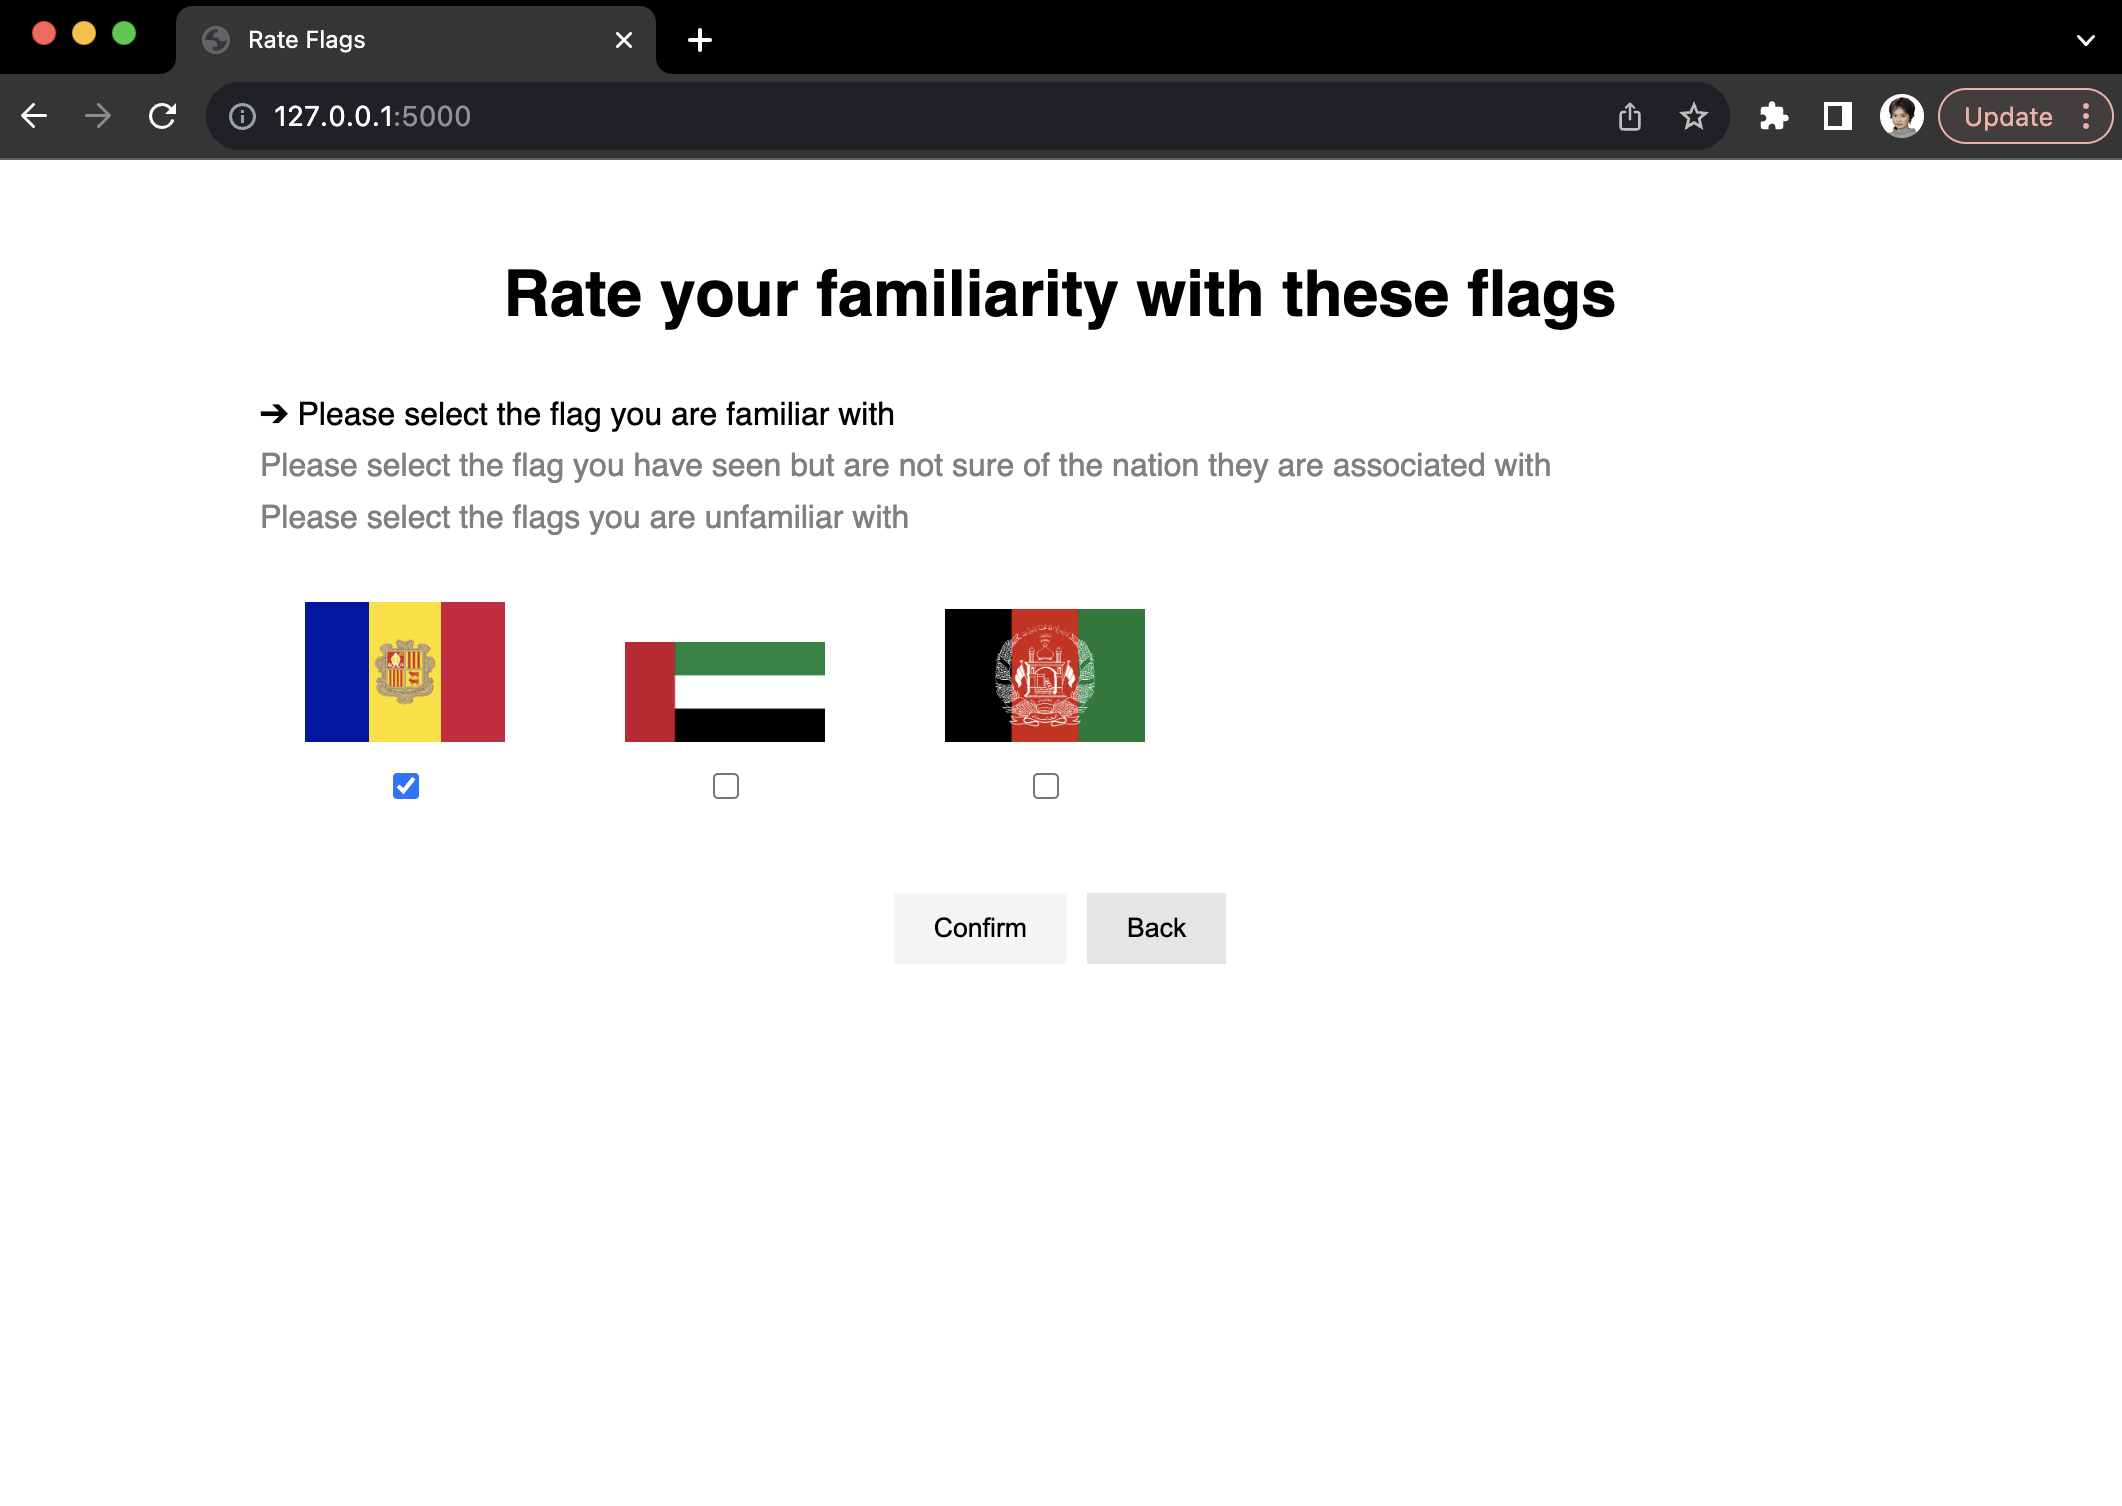 Rate Flags
127.0.0.1:5000
Update
Rate your familiarity with these flags
➔ Please select the flag you are familiar with
Please select the flag you have seen but are not sure of the nation they are associated with
Please select the flags you are unfamiliar with
Confirm
Back